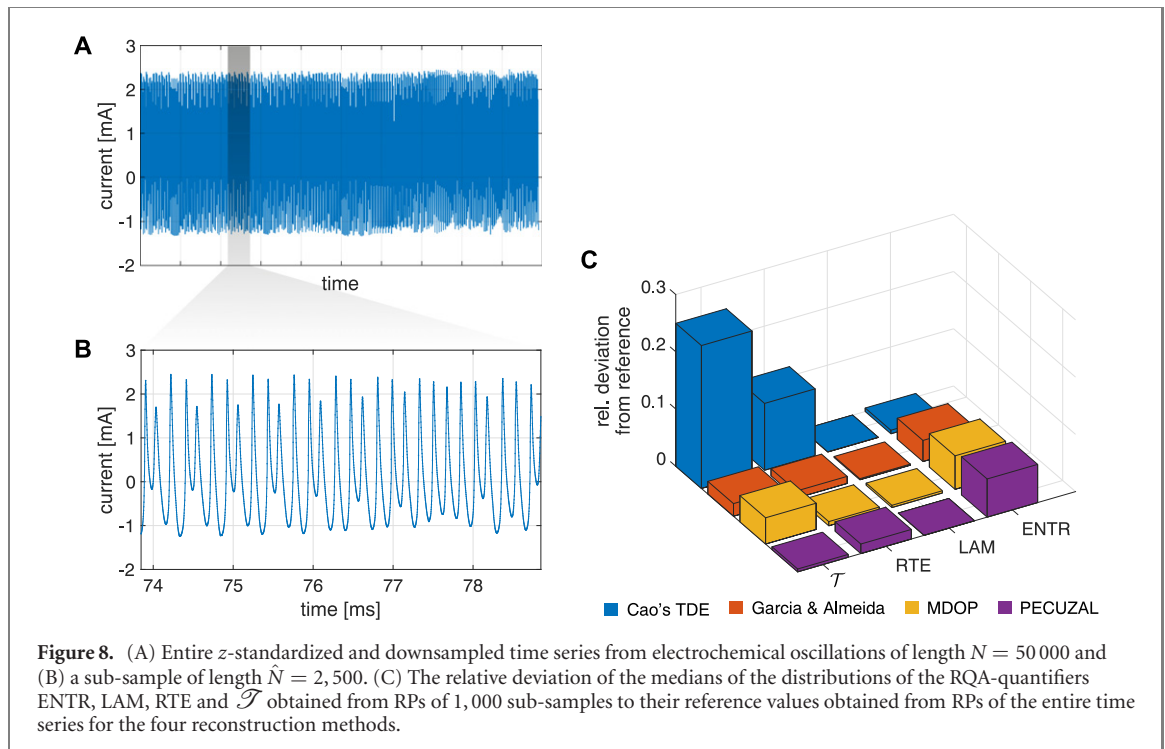 A
3
2
1
0
-1
-2
current [mA]
time
B
3
2
1
0
-1
-2
current [mA]
74 75 76 77 78
time [ms]
C
0.3
0.2
0.1
0
rel. deviation
from reference
𝒯
RTE
LAM
ENTR
Cao's TDE Garcia & Almeida MDOP PECUZAL
Figure 8. (A) Entire z-standardized and downsampled time series from electrochemical oscillations of length N = 50 000 and
(B) a sub-sample of length N̂ = 2,500. (C) The relative deviation of the medians of the distributions of the RQA-quantifiers
ENTR, LAM, RTE and 𝒯 obtained from RPs of 1,000 sub-samples to their reference values obtained from RPs of the entire time
series for the four reconstruction methods.